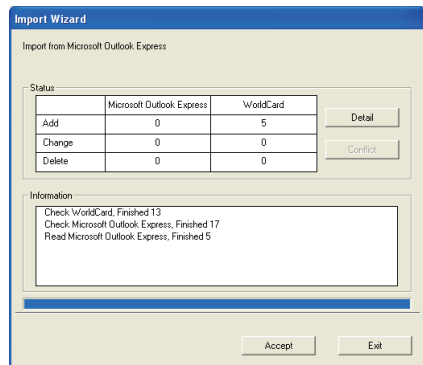 Import Wizard
Import from Microsoft Outlook Express
Status
Microsoft Outlook Express WorldCard
Add 0 5
Change 0 0
Delete 0 0
Detail
Conflict
Information
Check WorldCard, Finished 13
Check Microsoft Outlook Express, Finished 17
Read Microsoft Outlook Express, Finished 5
Accept Exit